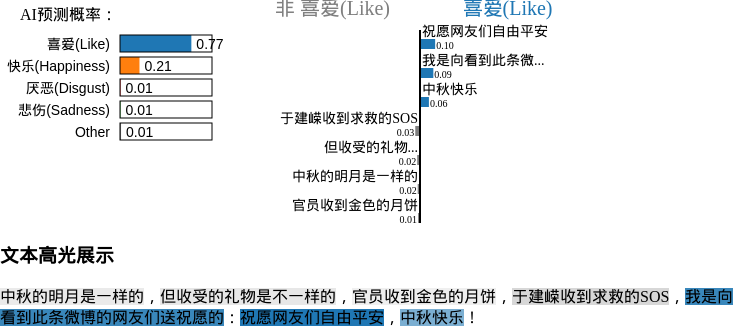 AI预测概率：
喜爱(Like) 0.77
快乐(Happiness) 0.21
厌恶(Disgust) 0.01
悲伤(Sadness) 0.01
Other 0.01
非 喜爱(Like) 喜爱(Like)
祝愿网友们自由平安
0.10
我是向看到此条微...
0.09
中秋快乐
0.06
于建嵘收到求救的SOS
0.03
但收受的礼物...
0.02
中秋的明月是一样的
0.02
官员收到金色的月饼
0.01
文本高光展示
中秋的明月是一样的，但收受的礼物是不一样的，官员收到金色的月饼，于建嵘收到求救的SOS，我是向
看到此条微博的网友们送祝愿的：祝愿网友们自由平安，中秋快乐！